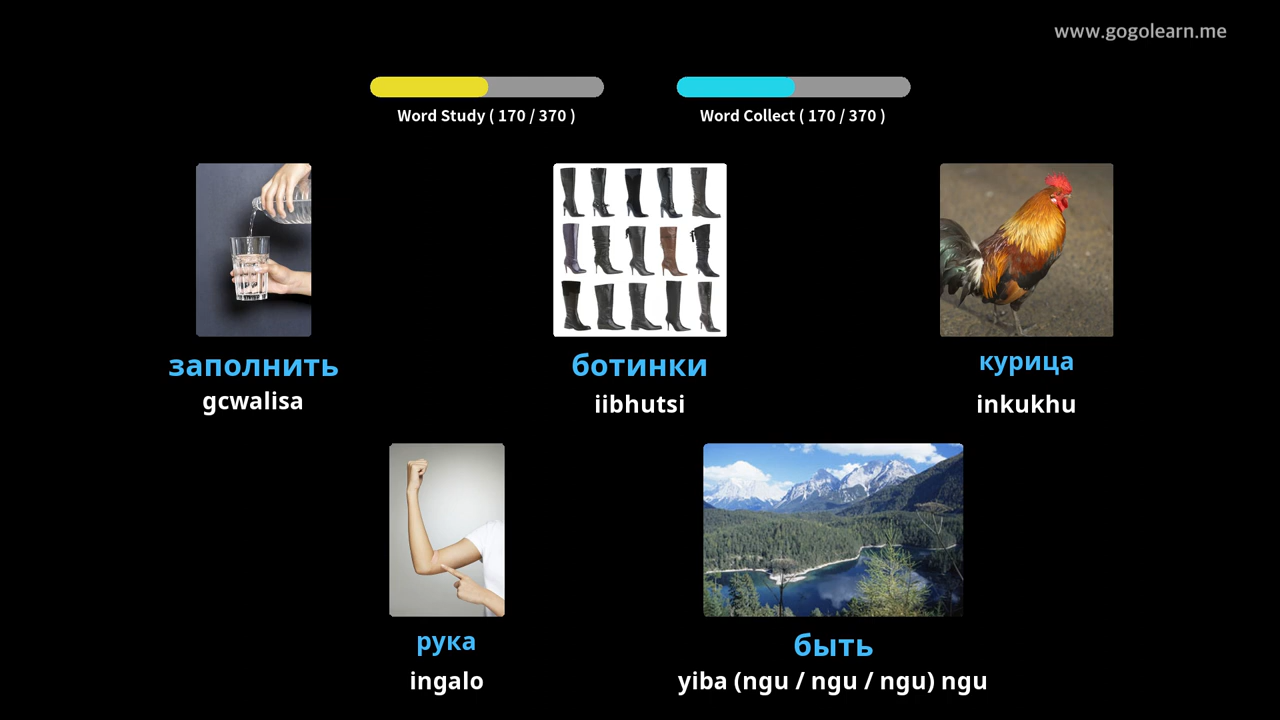 www.gogolearn.me
Word Study ( 170 / 370 )
Word Collect ( 170 / 370 )
заполнить
gcwalisa
ботинки
iibhutsi
курица
inkukhu
рука
ingalo
быть
yiba (ngu / ngu / ngu) ngu